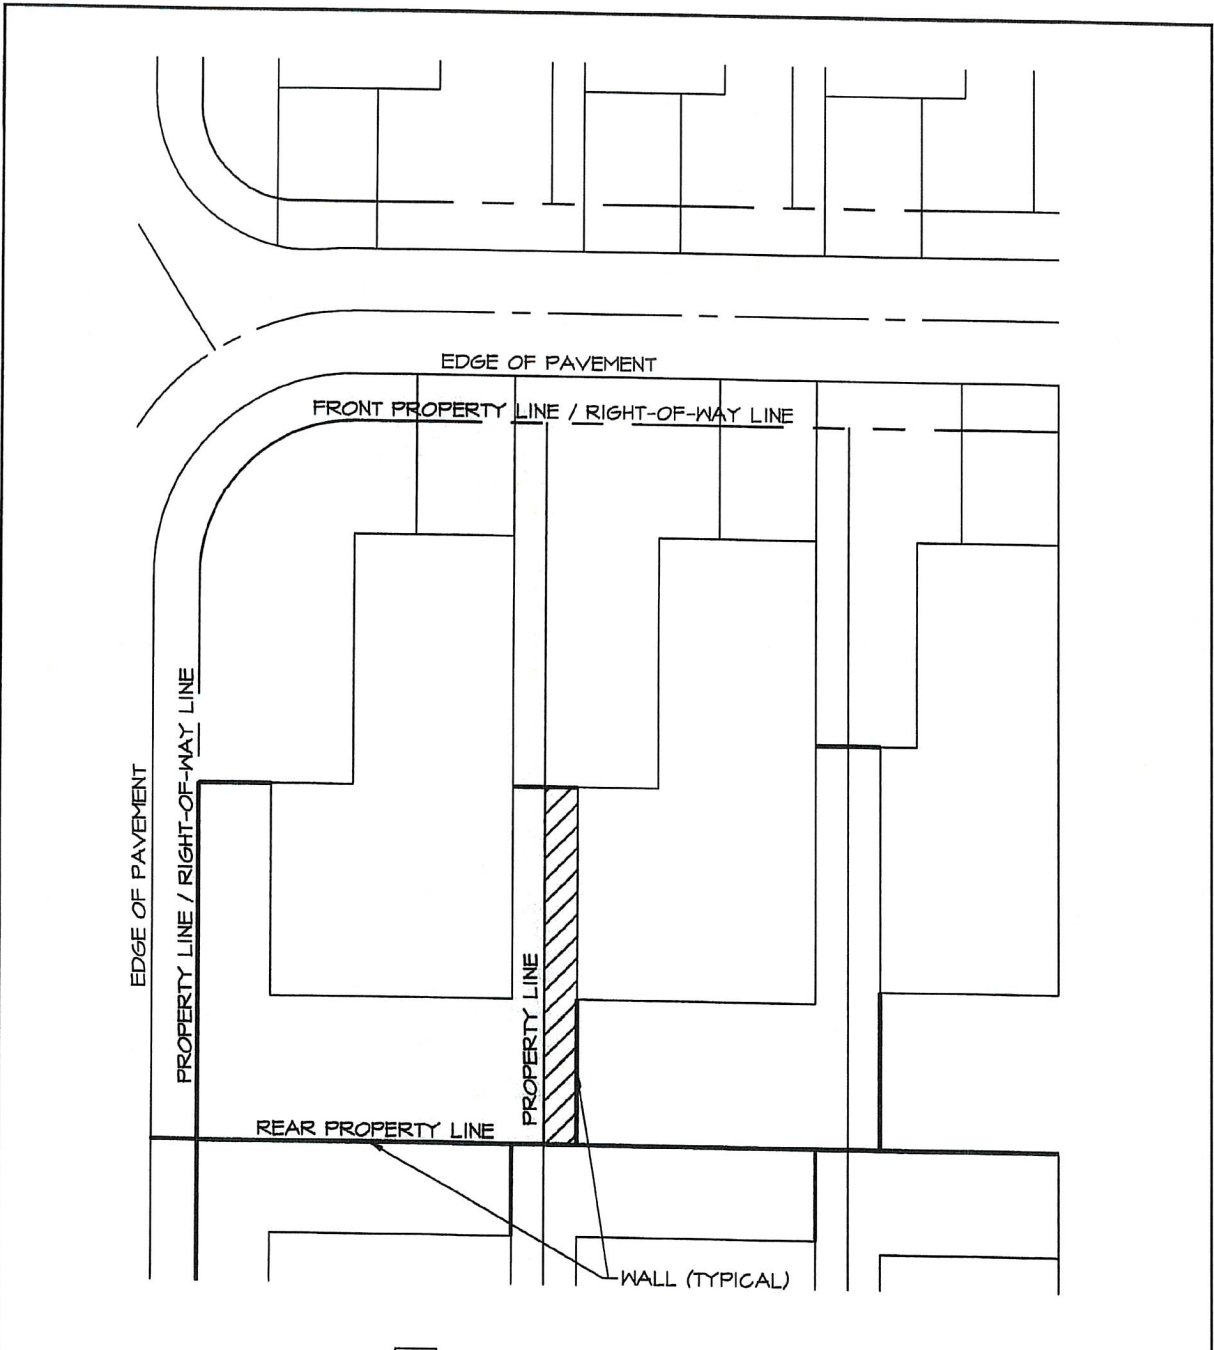 EDGE OF PAVEMENT
FRONT PROPERTY LINE / RIGHT-OF-WAY LINE
EDGE OF PAVEMENT
PROPERTY LINE / RIGHT-OF-WAY LINE
PROPERTY LINE
REAR PROPERTY LINE
WALL (TYPICAL)